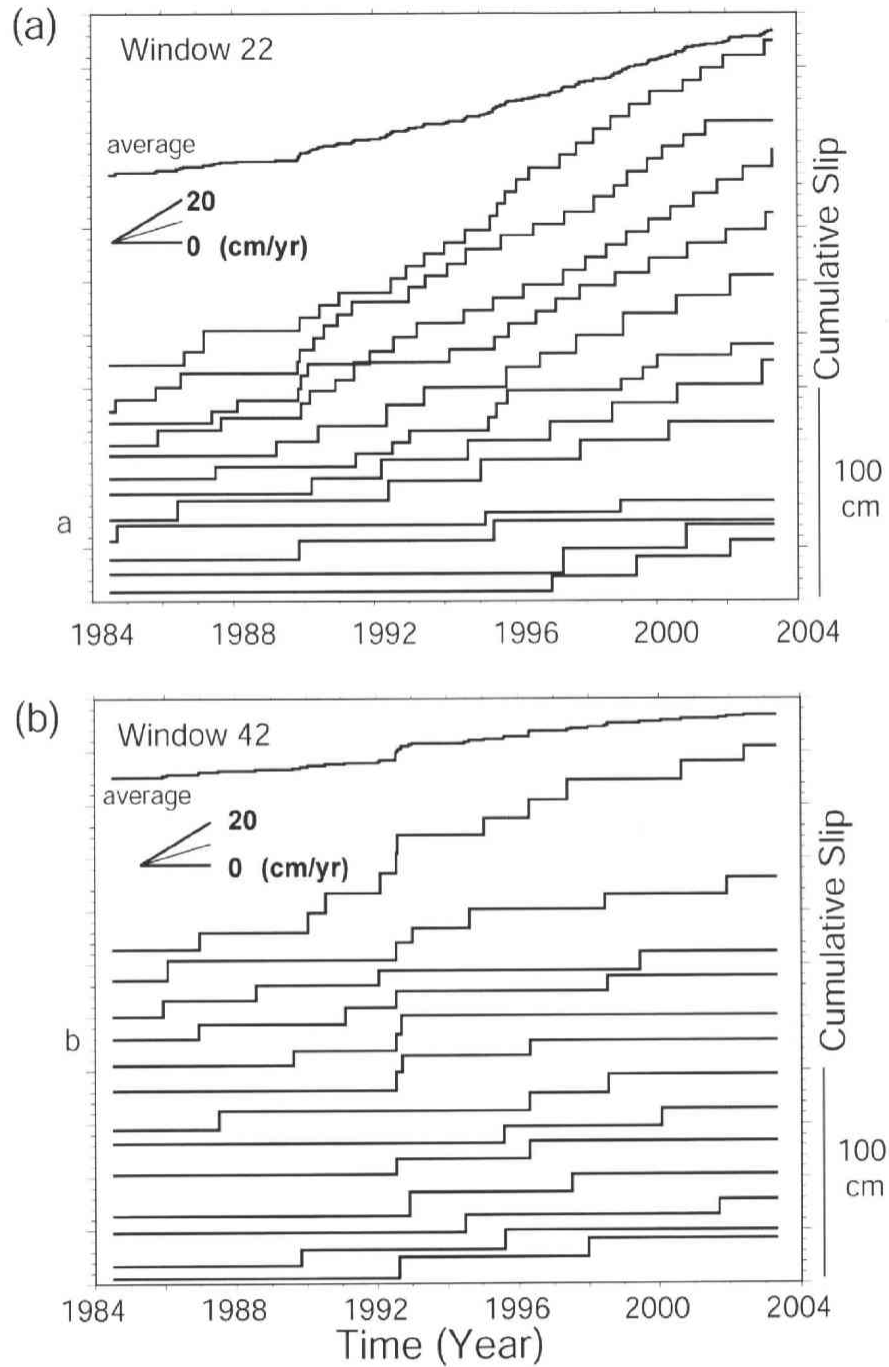 (a)
Window 22
average
20
0 (cm/yr)
Cumulative Slip
100
cm
a
1984 1988 1992 1996 2000 2004
(b)
Window 42
average
20
0 (cm/yr)
Cumulative Slip
b
100
cm
1984 1988 1992 1996 2000 2004
Time (Year)